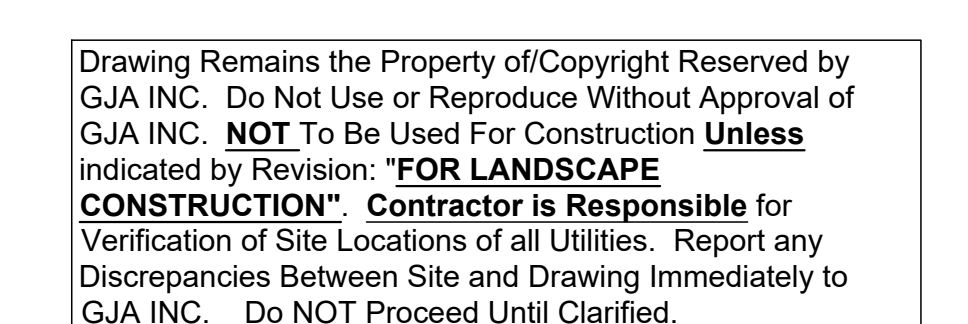 Drawing Remains the Property of/Copyright Reserved by
GJA INC.  Do Not Use or Reproduce Without Approval of
GJA INC.  NOT To Be Used For Construction Unless
indicated by Revision: "FOR LANDSCAPE
CONSTRUCTION".  Contractor is Responsible for
Verification of Site Locations of all Utilities.  Report any
Discrepancies Between Site and Drawing Immediately to
GJA INC.    Do NOT Proceed Until Clarified.